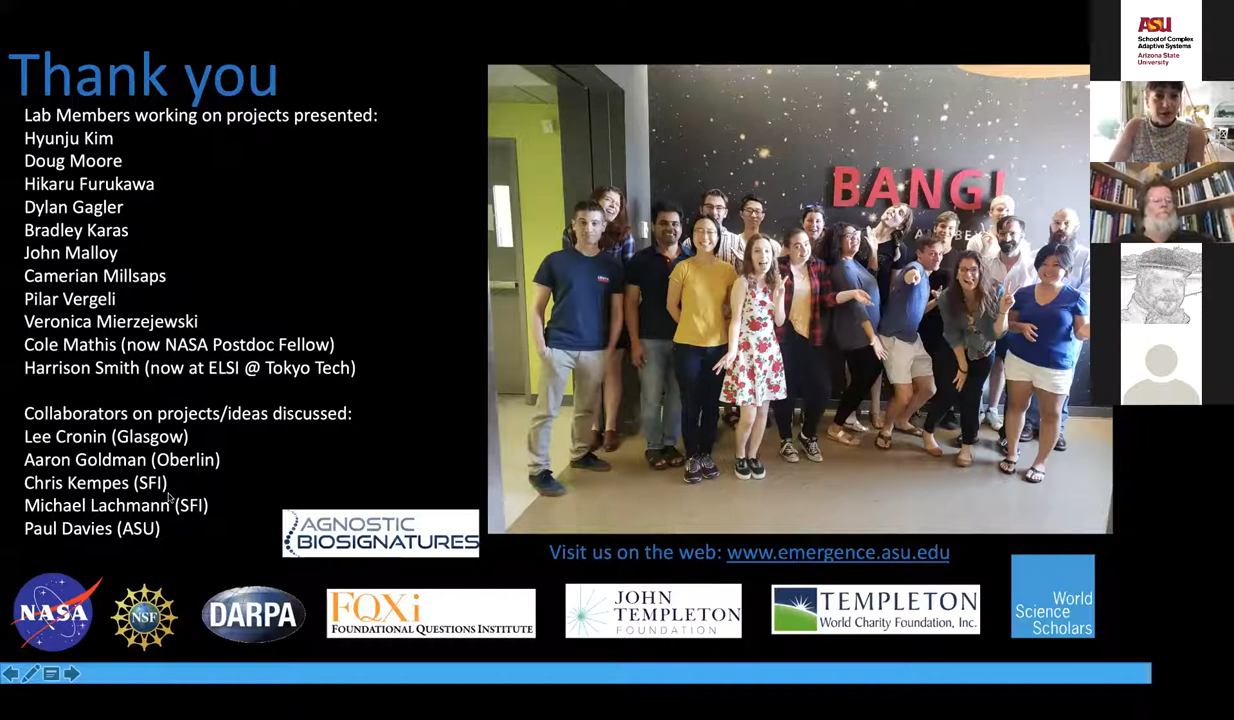 Thank you
Lab Members working on projects presented:
Hyunju Kim
Doug Moore
Hikaru Furukawa
Dylan Gagler
Bradley Karas
John Malloy
Camerian Millsaps
Pilar Vergeli
Veronica Mierzejewski
Cole Mathis (now NASA Postdoc Fellow)
Harrison Smith (now at ELSI @ Tokyo Tech)
Collaborators on projects/ideas discussed:
Lee Cronin (Glasgow)
Aaron Goldman (Oberlin)
Chris Kempes (SFI)
Michael Lachmann (SFI)
Paul Davies (ASU)
BANG!
AGNOSTIC
BIOSIGNATURES
Visit us on the web: www.emergence.asu.edu
NASA
NSF
DARPA
FQXi
FOUNDATIONAL QUESTIONS INSTITUTE
JOHN
TEMPLETON
FOUNDATION
TEMPLETON
World Charity Foundation, Inc.
World
Science
Scholars
ASU
School of Complex
Adaptive Systems
Arizona State
University